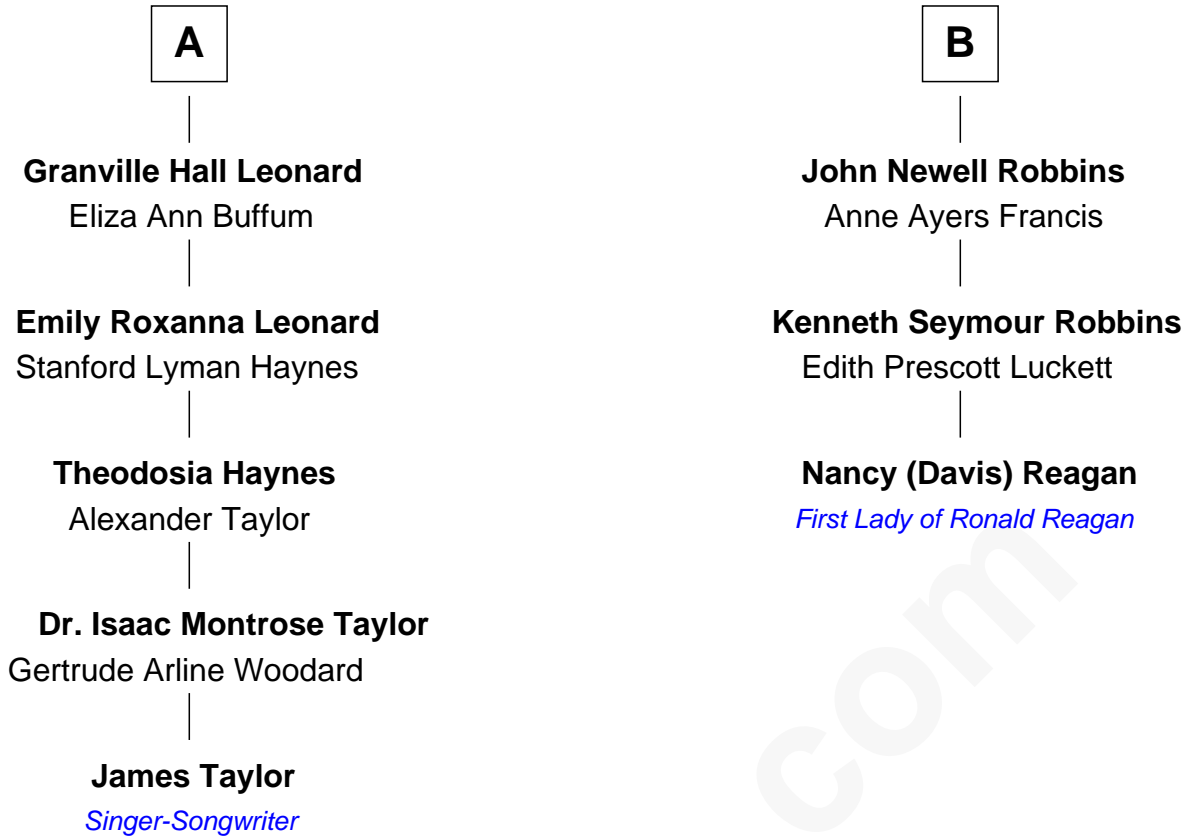 A
Granville Hall Leonard
Eliza Ann Buffum
Emily Roxanna Leonard
Stanford Lyman Haynes
Theodosia Haynes
Alexander Taylor
Dr. Isaac Montrose Taylor
Gertrude Arline Woodard
James Taylor
Singer-Songwriter
B
John Newell Robbins
Anne Ayers Francis
Kenneth Seymour Robbins
Edith Prescott Luckett
Nancy (Davis) Reagan
First Lady of Ronald Reagan
com